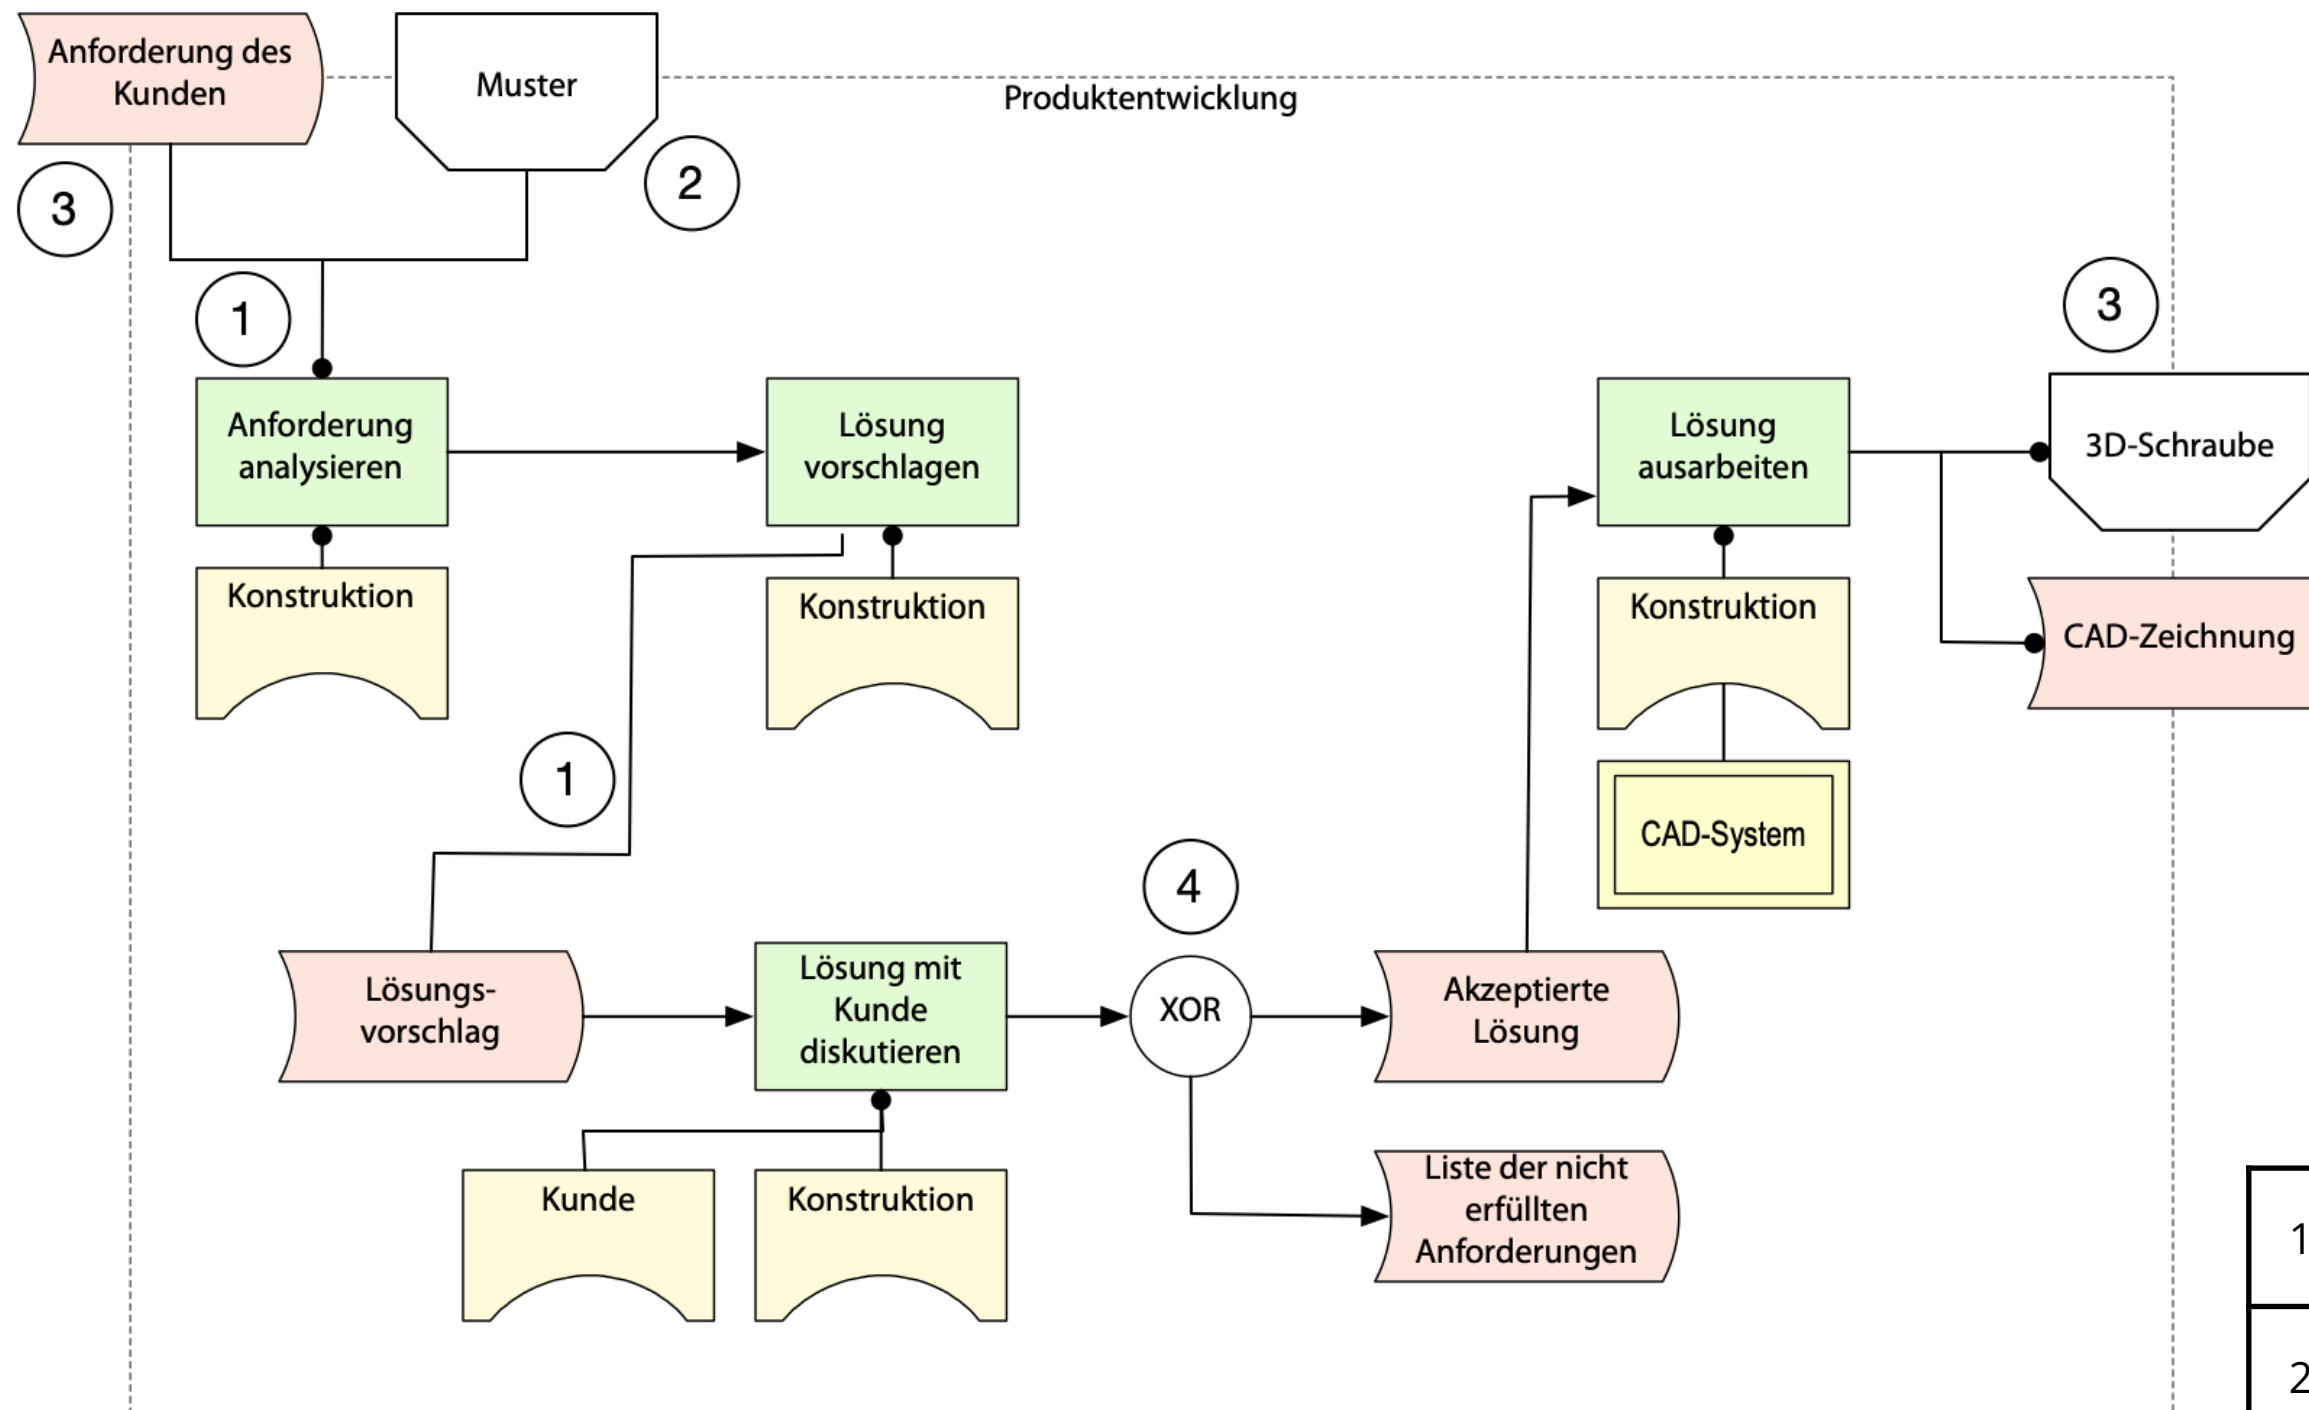 Anforderung des
Kunden
Muster
Produktentwicklung
3
2
1
3
Anforderung
analysieren
Lösung
vorschlagen
Lösung
ausarbeiten
3D-Schraube
Konstruktion
Konstruktion
Konstruktion
CAD-Zeichnung
1
CAD-System
4
Lösungs-
vorschlag
Lösung mit
Kunde
diskutieren
XOR
Akzeptierte
Lösung
Kunde
Konstruktion
Liste der nicht
erfüllten
Anforderungen
1
2